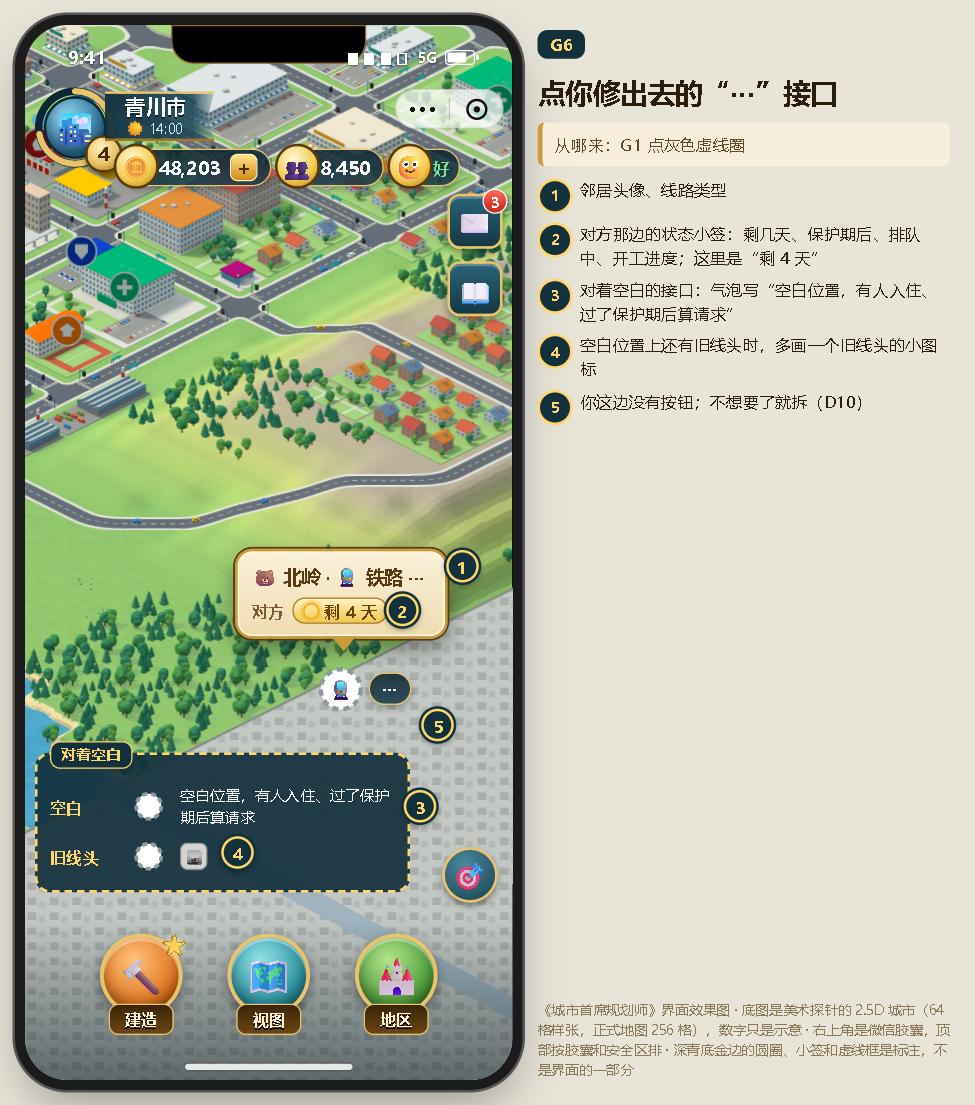 9:41
5G
青川市
14:00
4
48,203
+
8,450
好
3
北岭 · 铁路 ···
1
对方
剩 4 天
2
···
5
对着空白
空白
空白位置，有人入住、过了保护
期后算请求
3
旧线头
4
建造
视图
地区
G6
点你修出去的“···”接口
从哪来：G1 点灰色虚线圈
1 邻居头像、线路类型
2 对方那边的状态小签：剩几天、保护期后、排队
中、开工进度；这里是“剩 4 天”
3 对着空白的接口：气泡写“空白位置，有人入住、
过了保护期后算请求”
4 空白位置上还有旧线头时，多画一个旧线头的小图
标
5 你这边没有按钮；不想要了就拆（D10）
《城市首席规划师》界面效果图 · 底图是美术探针的 2.5D 城市（64
格样张，正式地图 256 格），数字只是示意 · 右上角是微信胶囊，顶
部按胶囊和安全区排 · 深青底金边的圆圈、小签和虚线框是标注，不
是界面的一部分